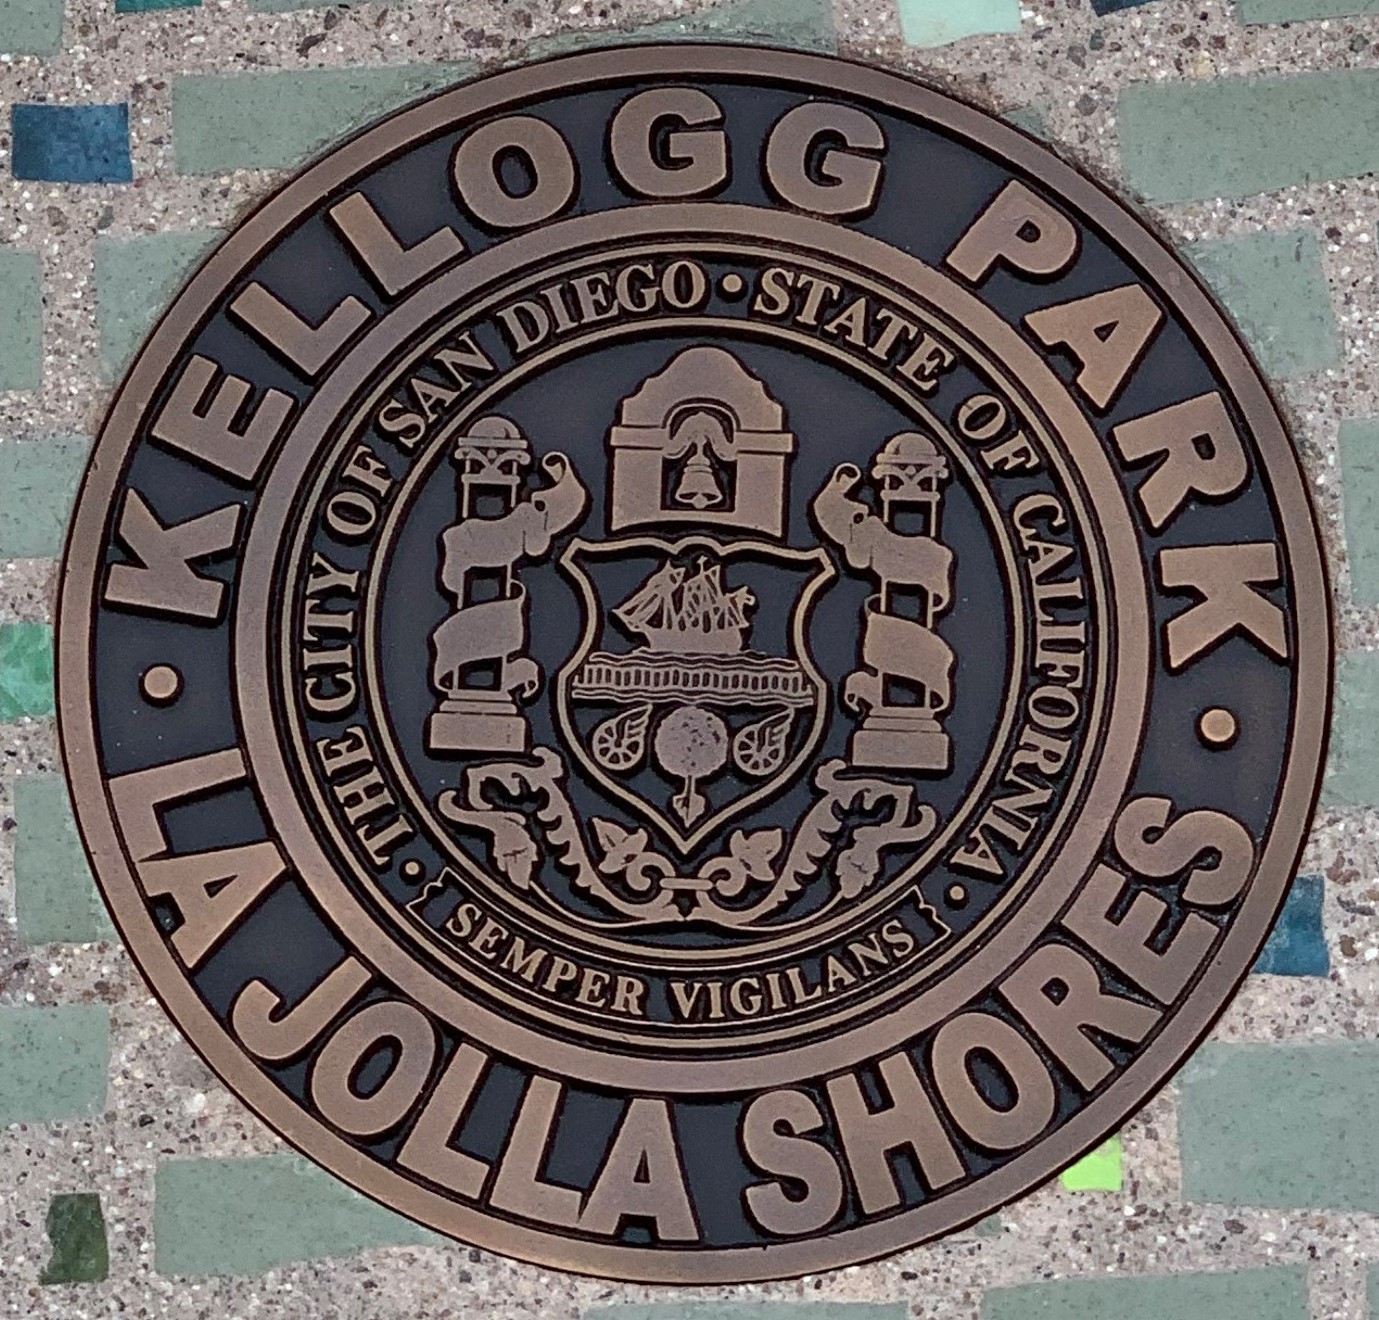 KELLOGG PARK
LA JOLLA SHORES
THE CITY OF SAN DIEGO • STATE OF CALIFORNIA
SEMPER VIGILANS